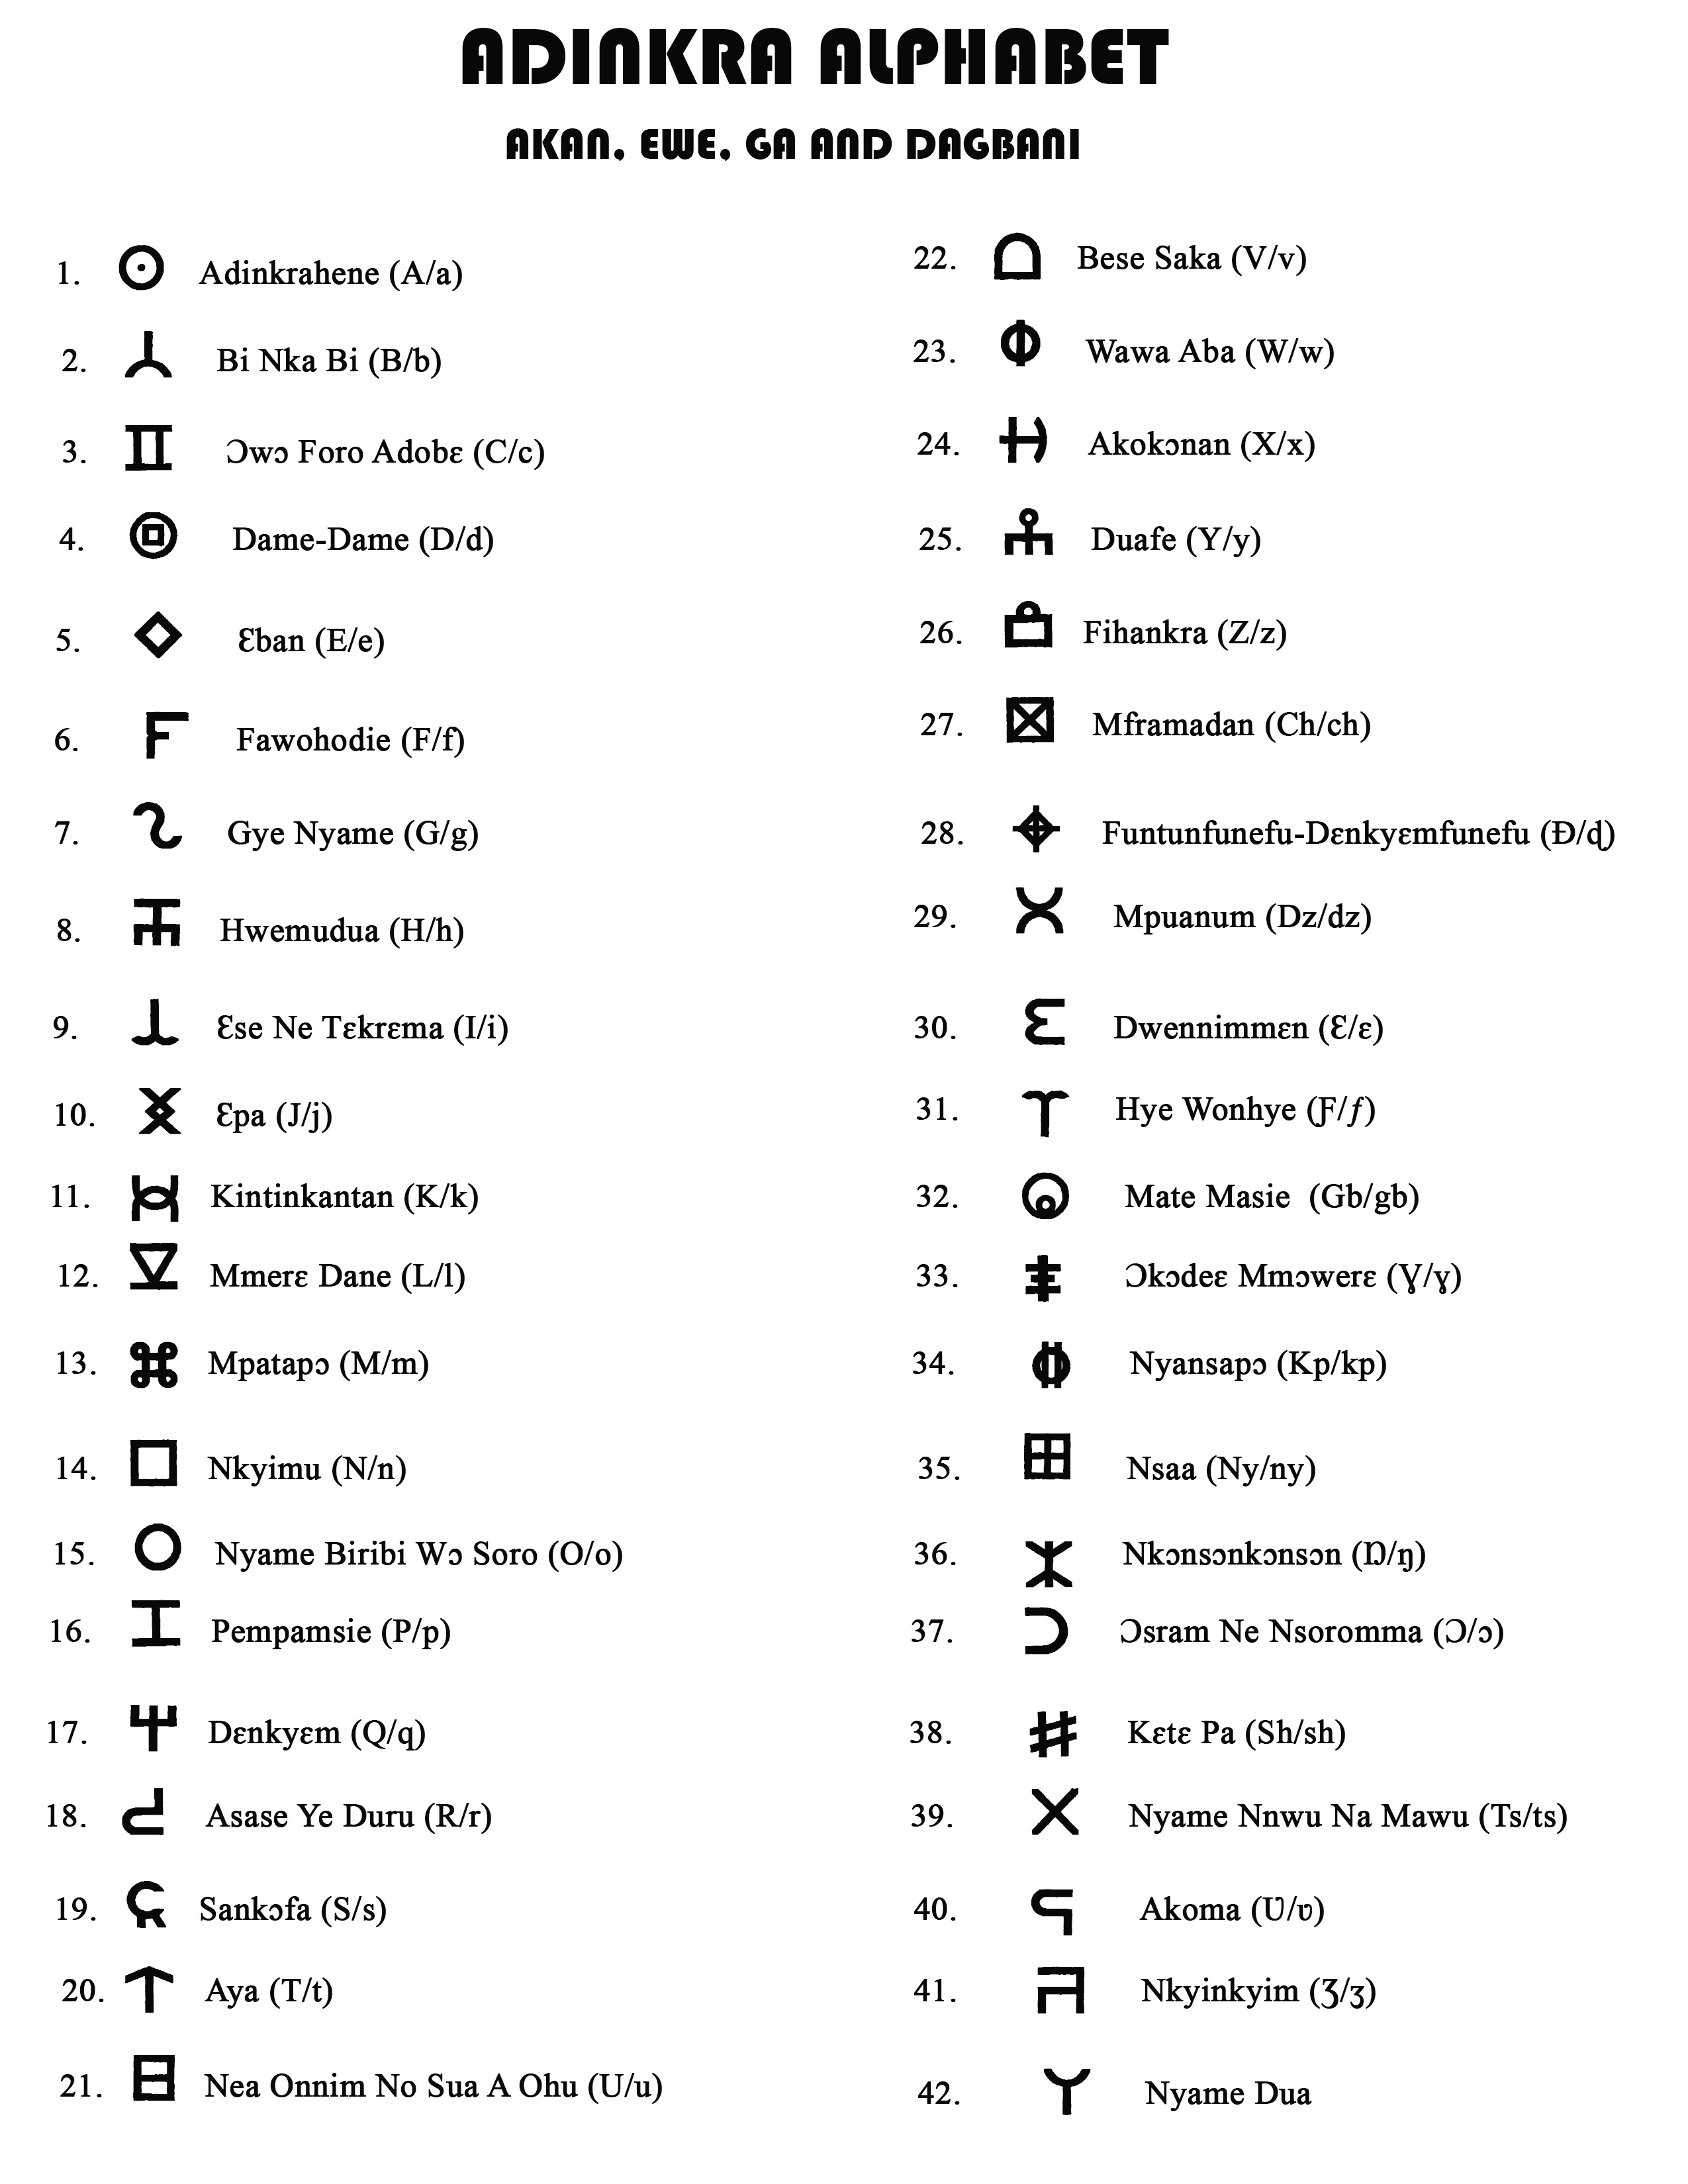 ADINKRA ALPHABET
AKAN, EWE, GA AND DAGBANI
1. Adinkrahene (A/a)
2. Bi Nka Bi (B/b)
3. Ɔwɔ Foro Adobɛ (C/c)
4. Dame-Dame (D/d)
5. Ɛban (E/e)
6. Fawohodie (F/f)
7. Gye Nyame (G/g)
8. Hwemudua (H/h)
9. Ɛse Ne Tɛkrɛma (I/i)
10. Ɛpa (J/j)
11. Kintinkantan (K/k)
12. Mmerɛ Dane (L/l)
13. Mpatapɔ (M/m)
14. Nkyimu (N/n)
15. Nyame Biribi Wɔ Soro (O/o)
16. Pempamsie (P/p)
17. Dɛnkyɛm (Q/q)
18. Asase Ye Duru (R/r)
19. Sankɔfa (S/s)
20. Aya (T/t)
21. Nea Onnim No Sua A Ohu (U/u)
22. Bese Saka (V/v)
23. Wawa Aba (W/w)
24. Akokɔnan (X/x)
25. Duafe (Y/y)
26. Fihankra (Z/z)
27. Mframadan (Ch/ch)
28. Funtunfunefu-Dɛnkyɛmfunefu (Ɖ/ɖ)
29. Mpuanum (Dz/dz)
30. Dwennimmɛn (Ɛ/ɛ)
31. Hye Wonhye (Ƒ/ƒ)
32. Mate Masie (Gb/gb)
33. Ɔkɔdeɛ Mmɔwerɛ (Ɣ/ɣ)
34. Nyansapɔ (Kp/kp)
35. Nsaa (Ny/ny)
36. Nkɔnsɔnkɔnsɔn (Ŋ/ŋ)
37. Ɔsram Ne Nsoromma (Ɔ/ɔ)
38. Kɛtɛ Pa (Sh/sh)
39. Nyame Nnwu Na Mawu (Ts/ts)
40. Akoma (Ʋ/ʋ)
41. Nkyinkyim (Ʒ/ʒ)
42. Nyame Dua